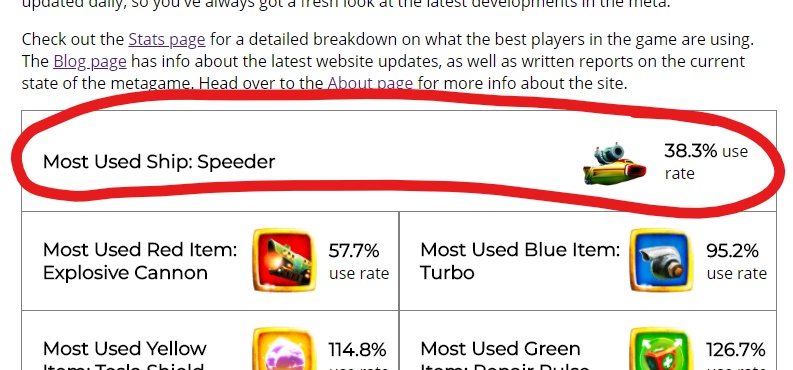 updated daily, so you've always got a fresh look at the latest developments in the meta.
Check out the Stats page for a detailed breakdown on what the best players in the game are using.
The Blog page has info about the latest website updates, as well as written reports on the current
state of the metagame. Head over to the About page for more info about the site.
Most Used Ship: Speeder
38.3% use
rate
Most Used Red Item:
Explosive Cannon
57.7%
use rate
Most Used Blue Item:
Turbo
95.2%
use rate
Most Used Yellow
Item: Tesla Shield
114.8%
use rate
Most Used Green
Item: Repair Pulse
126.7%
use rate